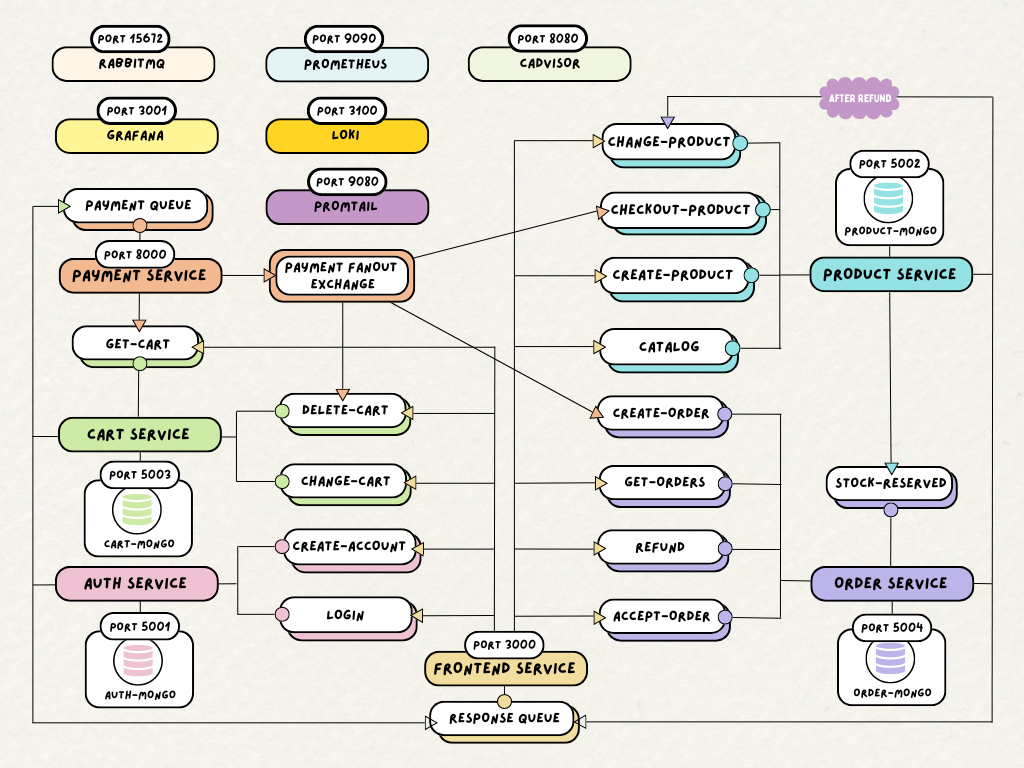 PORT 15672
RABBITMQ
PORT 9090
PROMETHEUS
PORT 8080
CADVISOR
PORT 3001
GRAFANA
PORT 3100
LOKI
AFTER REFUND
PORT 9080
PROMTAIL
CHANGE-PRODUCT
PORT 5002
PRODUCT-MONGO
PAYMENT QUEUE
CHECKOUT-PRODUCT
PORT 8000
PAYMENT SERVICE
PAYMENT FANOUT
EXCHANGE
CREATE-PRODUCT
PRODUCT SERVICE
GET-CART
CATALOG
DELETE-CART
CREATE-ORDER
CART SERVICE
PORT 5003
CART-MONGO
CHANGE-CART
GET-ORDERS
STOCK-RESERVED
CREATE-ACCOUNT
REFUND
AUTH SERVICE
ORDER SERVICE
LOGIN
ACCEPT-ORDER
PORT 5001
AUTH-MONGO
PORT 5004
ORDER-MONGO
PORT 3000
FRONTEND SERVICE
RESPONSE QUEUE